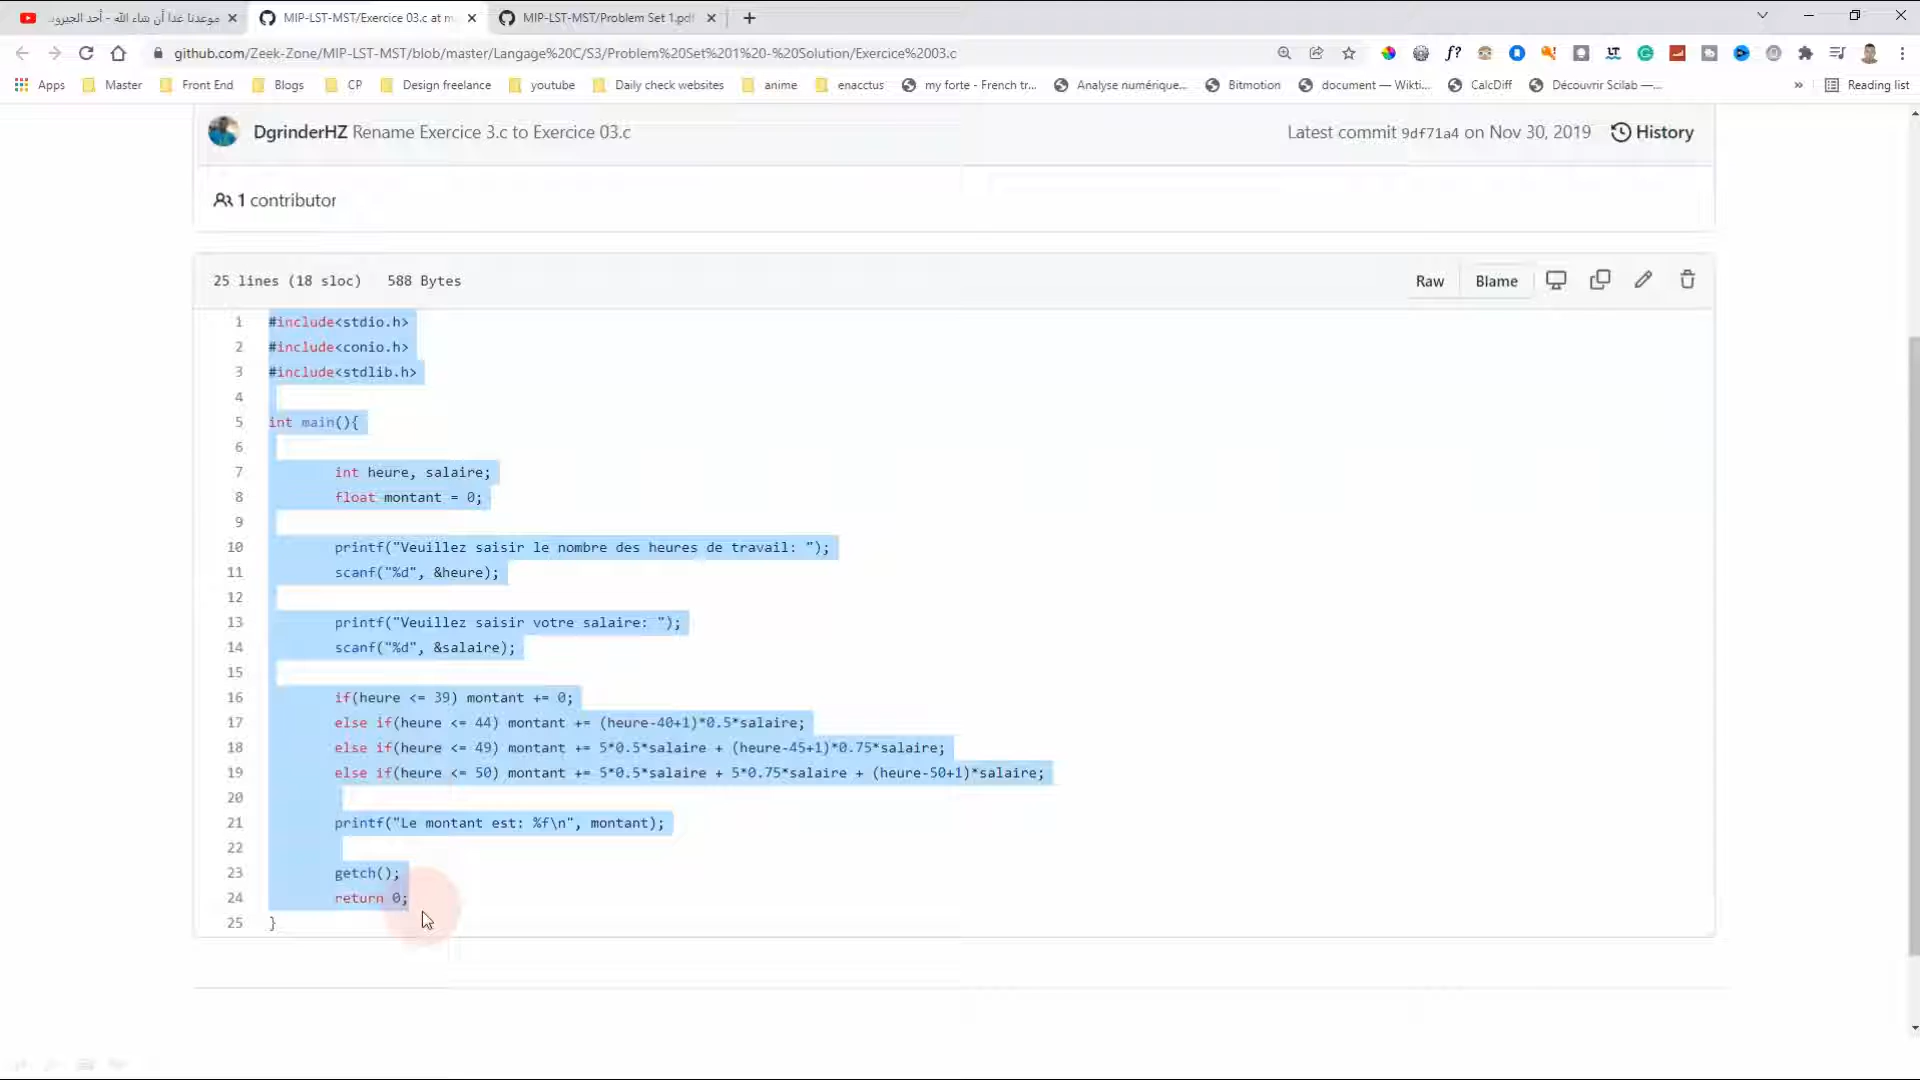 موعدنا غدا أن شاء الله - أحد الجيرود...
MIP-LST-MST/Exercice 03.c at m
MIP-LST-MST/Problem Set 1.pdf
github.com/Zeek-Zone/MIP-LST-MST/blob/master/Langage%20C/S3/Problem%20Set%201%20-%20Solution/Exercice%2003.c
Apps Master Front End Blogs CP Design freelance youtube Daily check websites anime enacctus my forte - French tr... Analyse numérique... Bitmotion document — Wikti... CalcDiff Découvrir Scilab —... » Reading list
DgrinderHZ Rename Exercice 3.c to Exercice 03.c Latest commit 9df71a4 on Nov 30, 2019 History
1 contributor
25 lines (18 sloc) 588 Bytes Raw Blame
1 #include<stdio.h>
2 #include<conio.h>
3 #include<stdlib.h>
4
5 int main(){
6
7 int heure, salaire;
8 float montant = 0;
9
10 printf("Veuillez saisir le nombre des heures de travail: ");
11 scanf("%d", &heure);
12
13 printf("Veuillez saisir votre salaire: ");
14 scanf("%d", &salaire);
15
16 if(heure <= 39) montant += 0;
17 else if(heure <= 44) montant += (heure-40+1)*0.5*salaire;
18 else if(heure <= 49) montant += 5*0.5*salaire + (heure-45+1)*0.75*salaire;
19 else if(heure <= 50) montant += 5*0.5*salaire + 5*0.75*salaire + (heure-50+1)*salaire;
20
21 printf("Le montant est: %f\n", montant);
22
23 getch();
24 return 0;
25 }